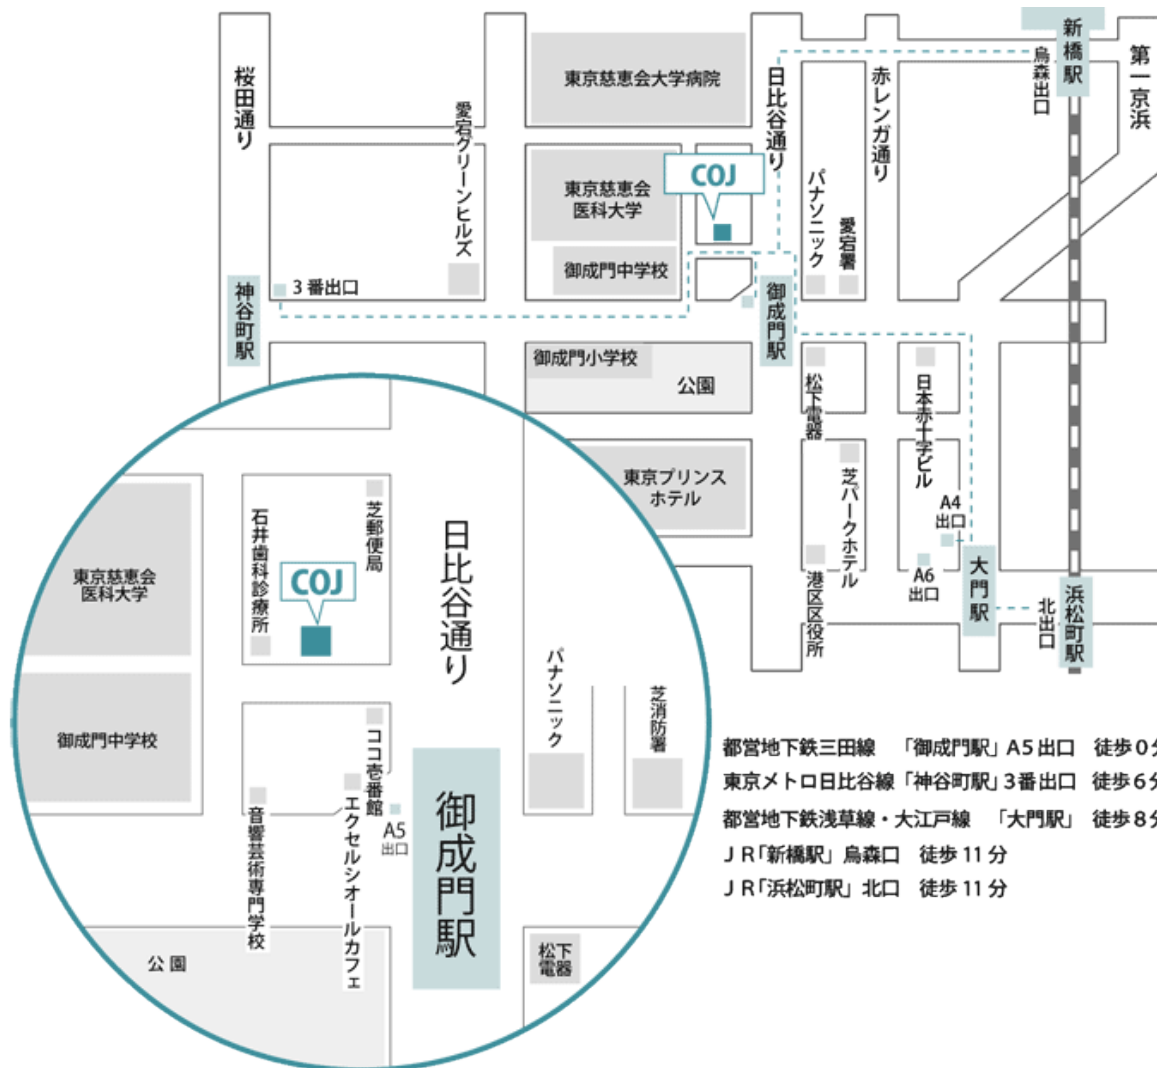 新橋駅
烏森出口
第一京浜
桜田通り
愛宕グリーンヒルズ
東京慈恵会大学病院
日比谷通り
赤レンガ通り
東京慈恵会
医科大学
COJ
パナソニック
愛宕署
御成門中学校
神谷町駅
3番出口
御成門駅
御成門小学校
公園
松下電器
日本赤十字ビル
東京プリンス
ホテル
芝パークホテル
港区区役所
A4
出口
A6
出口
大門駅
北出口
浜松町駅
東京慈恵会
医科大学
石井歯科診療所
芝郵便局
COJ
日比谷通り
御成門中学校
パナソニック
芝消防署
ココ壱番館
エクセルシオールカフェ
音響芸術専門学校
A5
出口
御成門駅
公園
松下
電器
都営地下鉄三田線 「御成門駅」A5出口 徒歩0分
東京メトロ日比谷線「神谷町駅」3番出口 徒歩6分
都営地下鉄浅草線・大江戸線 「大門駅」 徒歩8分
JR「新橋駅」烏森口 徒歩11分
JR「浜松町駅」北口 徒歩11分